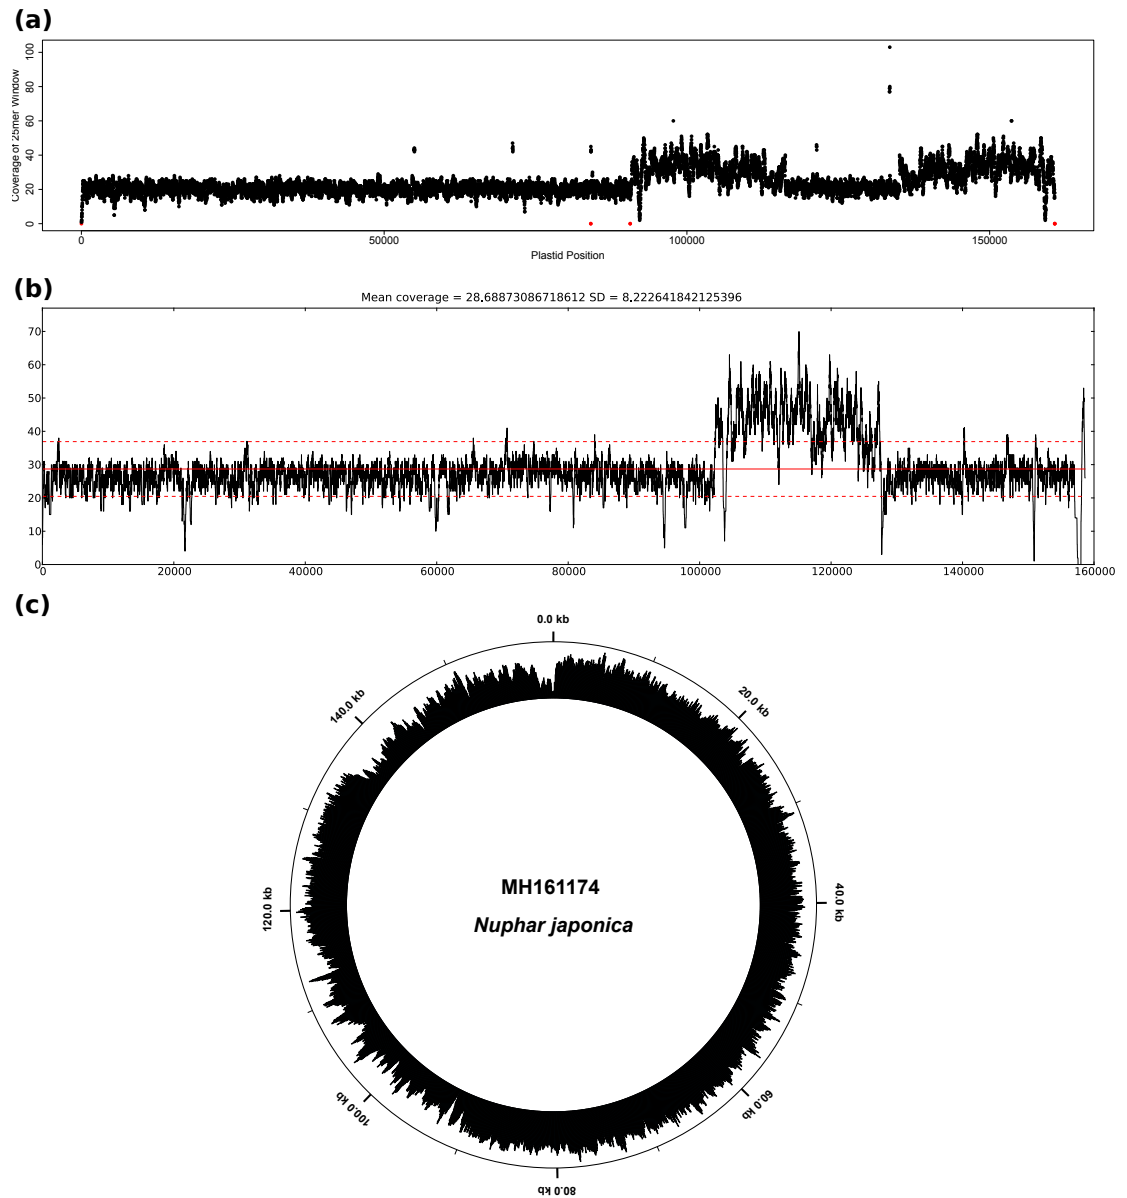 (a)
Coverage of 25mer Window
0 20 40 60 80 100
0 50000 100000 150000
Plastid Position
(b)
Mean coverage = 28.68873086718612 SD = 8.222641842125396
70
60
50
40
30
20
10
0
0 20000 40000 60000 80000 100000 120000 140000 160000
(c)
0.0 kb
20.0 kb
40.0 kb
60.0 kb
80.0 kb
100.0 kb
120.0 kb
140.0 kb
MH161174
Nuphar japonica